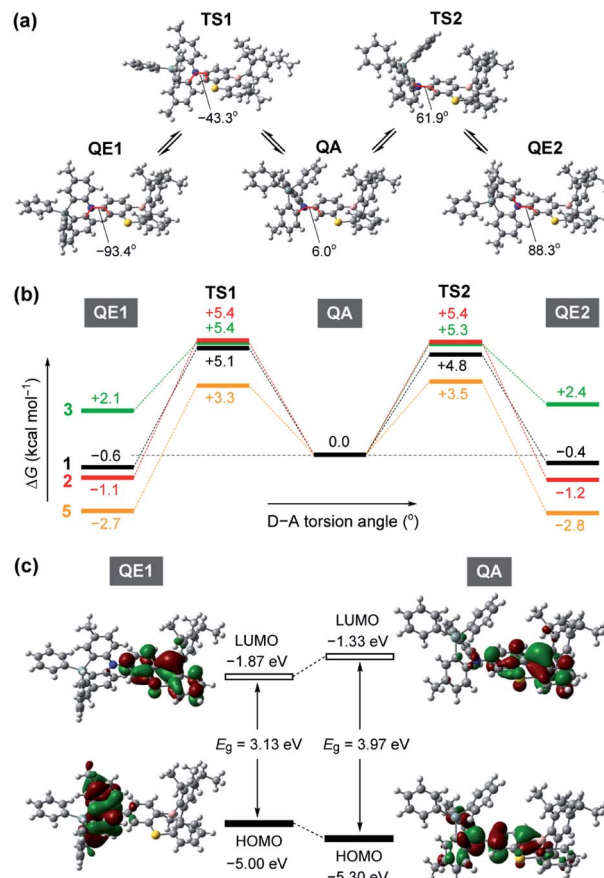 (a)
TS1
TS2
−43.3°
61.9°
QE1
QA
QE2
−93.4°
6.0°
88.3°
(b)
QE1
TS1
QA
TS2
QE2
+5.4
+5.4
+5.4
+5.3
+5.1
+4.8
+3.3
+3.5
3
+2.1
+2.4
0.0
1
−0.6
−0.4
2
−1.1
−1.2
5
−2.7
−2.8
ΔG (kcal mol−1)
D−A torsion angle (°)
(c)
QE1
QA
LUMO
−1.87 eV
LUMO
−1.33 eV
Eg = 3.13 eV
Eg = 3.97 eV
HOMO
−5.00 eV
HOMO
−5.30 eV